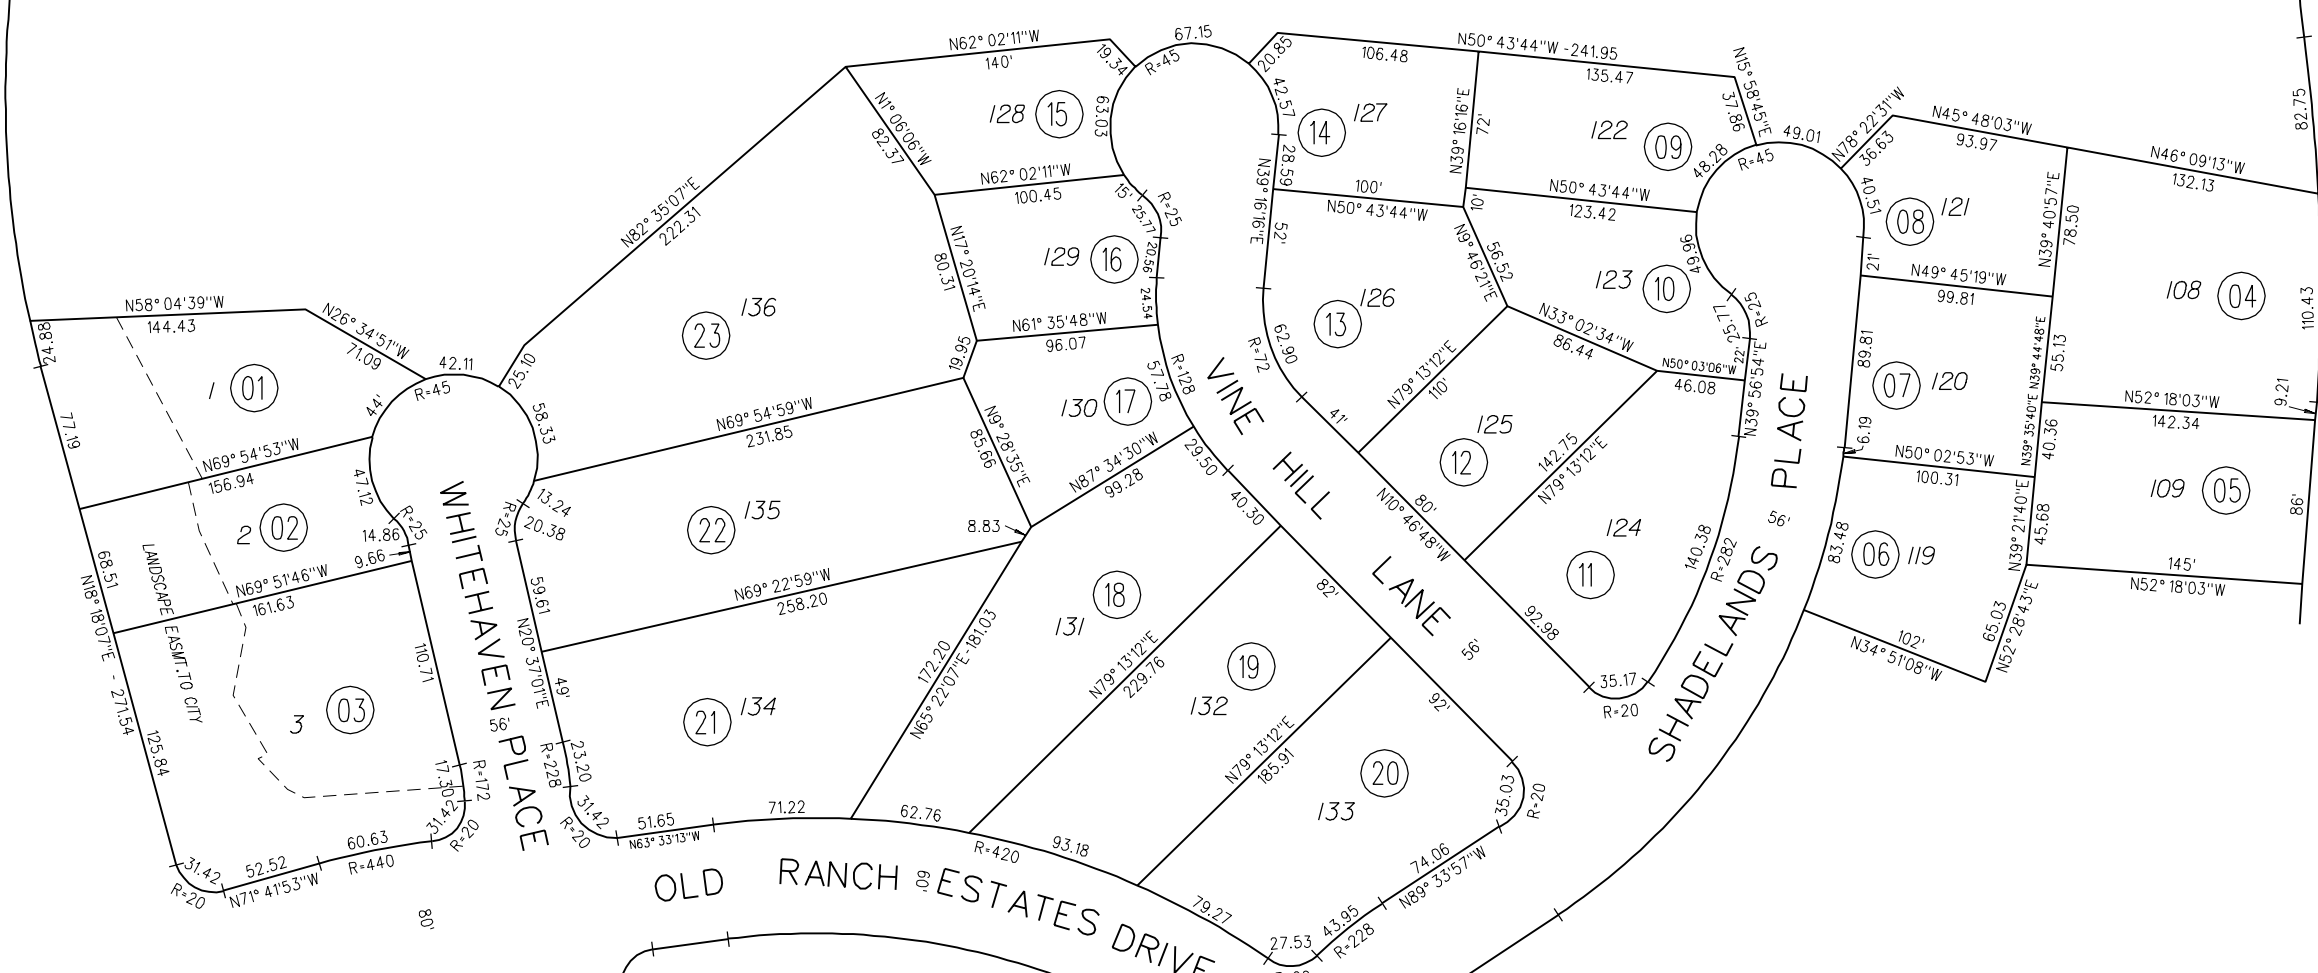 N62° 02'11"W
140'
19.34
67.15
R=45
20.85
106.48
N50° 43'44"W -241.95
135.47
N15° 58'45"E
37.86
82.75
128
15
63.03
42.57
14
127
N39° 16'16"E
72'
122
09
48.28
R=45
49.01
N78° 22'31"W
36.63
N45° 48'03"W
93.97
N46° 09'13"W
132.13
N1° 06'06"W
82.37
N62° 02'11"W
100.45
15'
25.77
R=25
28.59
N39° 16'16"E
52'
100'
N50° 43'44"W
10'
N50° 43'44"W
123.42
40.51
08
121
N39° 40'57"E
78.50
N82° 35'07"E
222.31
N17° 20'14"E
80.31
129
16
20.56
24.54
N9° 46'21"E
56.52
49.96
123
10
25.77
R=25
21'
N49° 45'19"W
99.81
108
04
110.43
N58° 04'39"W
144.43
N26° 34'51"W
71.09
24.88
136
23
N61° 35'48"W
96.07
19.95
126
13
62.90
R=72
N33° 02'34"W
86.44
22'
N50° 03'06"W
46.08
N39° 56'54"E
89.81
07
120
N39° 44'48"E
55.13
9.21
1
01
42.11
R=45
44'
25.10
58.33
77.19
N69° 54'59"W
231.85
57.78
R=128
130
17
N9° 28'35"E
85.66
N87° 34'30"W
99.28
29.50
VINE
HILL
LANE
56'
41'
N79° 13'12"E
110'
125
12
142.75
N79° 13'12"E
6.19
N50° 02'53"W
100.31
N39° 35'40"E
40.36
N52° 18'03"W
142.34
N69° 54'53"W
156.94
47.12
R=25
14.86
9.66
2
02
13.24
20.38
R=25
135
22
8.83
40.30
80'
N10° 46'48"W
124
11
140.38
R=282
SHADELANDS
56'
PLACE
83.48
06
119
N39° 21'40"E
45.68
109
05
86'
68.51
N18° 18'07"E - 271.54
LANDSCAPE EASMT.TO CITY
N69° 51'46"W
161.63
59.61
N20° 37'01"E
49'
N69° 22'59"W
258.20
131
18
82'
92.98
35.17
R=20
102'
N34° 51'08"W
65.03
N52° 28'43"E
145'
N52° 18'03"W
WHITEHAVEN
56'
PLACE
110.71
3
03
125.84
134
21
172.20
N65° 22'07"E-181.03
N79° 13'12"E
229.76
132
19
N79° 13'12"E
185.91
133
20
92'
35.03
R=20
17.30
R=172
31.42
R=20
23.20
R=228
31.42
R=20
51.65
N63° 33'13"W
71.22
62.76
R=420
93.18
79.27
27.53
43.95
R=228
74.06
N89° 33'57"W
31.42
R=20
52.52
N71° 41'53"W
60.63
R=440
80'
OLD
RANCH
60'
ESTATES
DRIVE